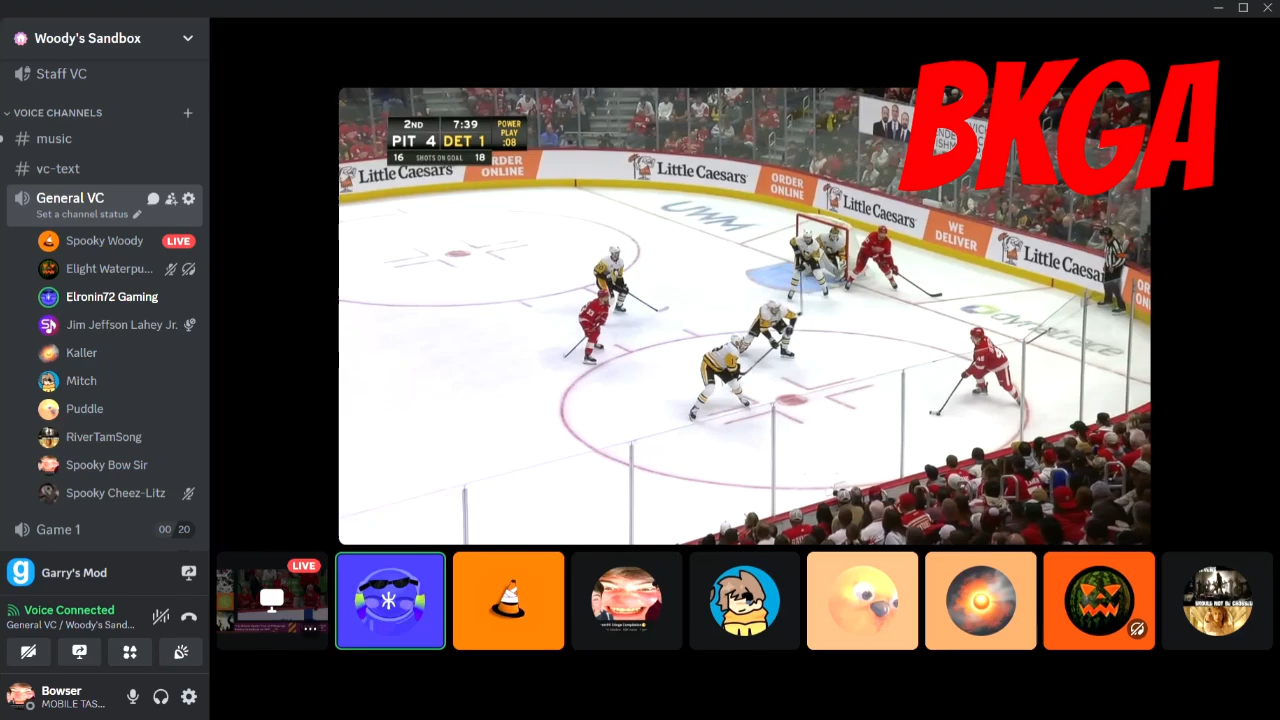 Woody's Sandbox
Staff VC
VOICE CHANNELS
music
vc-text
General VC
Set a channel status
Spooky Woody LIVE
Elight Waterpu...
Elronin72 Gaming
Jim Jeffson Lahey Jr.
Kaller
Mitch
Puddle
RiverTamSong
Spooky Bow Sir
Spooky Cheez-Litz
Game 1 00 20
Garry's Mod
Voice Connected
General VC / Woody's Sand...
Bowser
MOBILE TAS...
BKGA
2ND 7:39 POWER PLAY :08
PIT 4 DET 1
16 SHOTS ON GOAL 18
Little Caesars
ORDER ONLINE
Little Caesars
ORDER ONLINE
Little Caesars
WE DELIVER
Little Caesa
UWM
LIVE